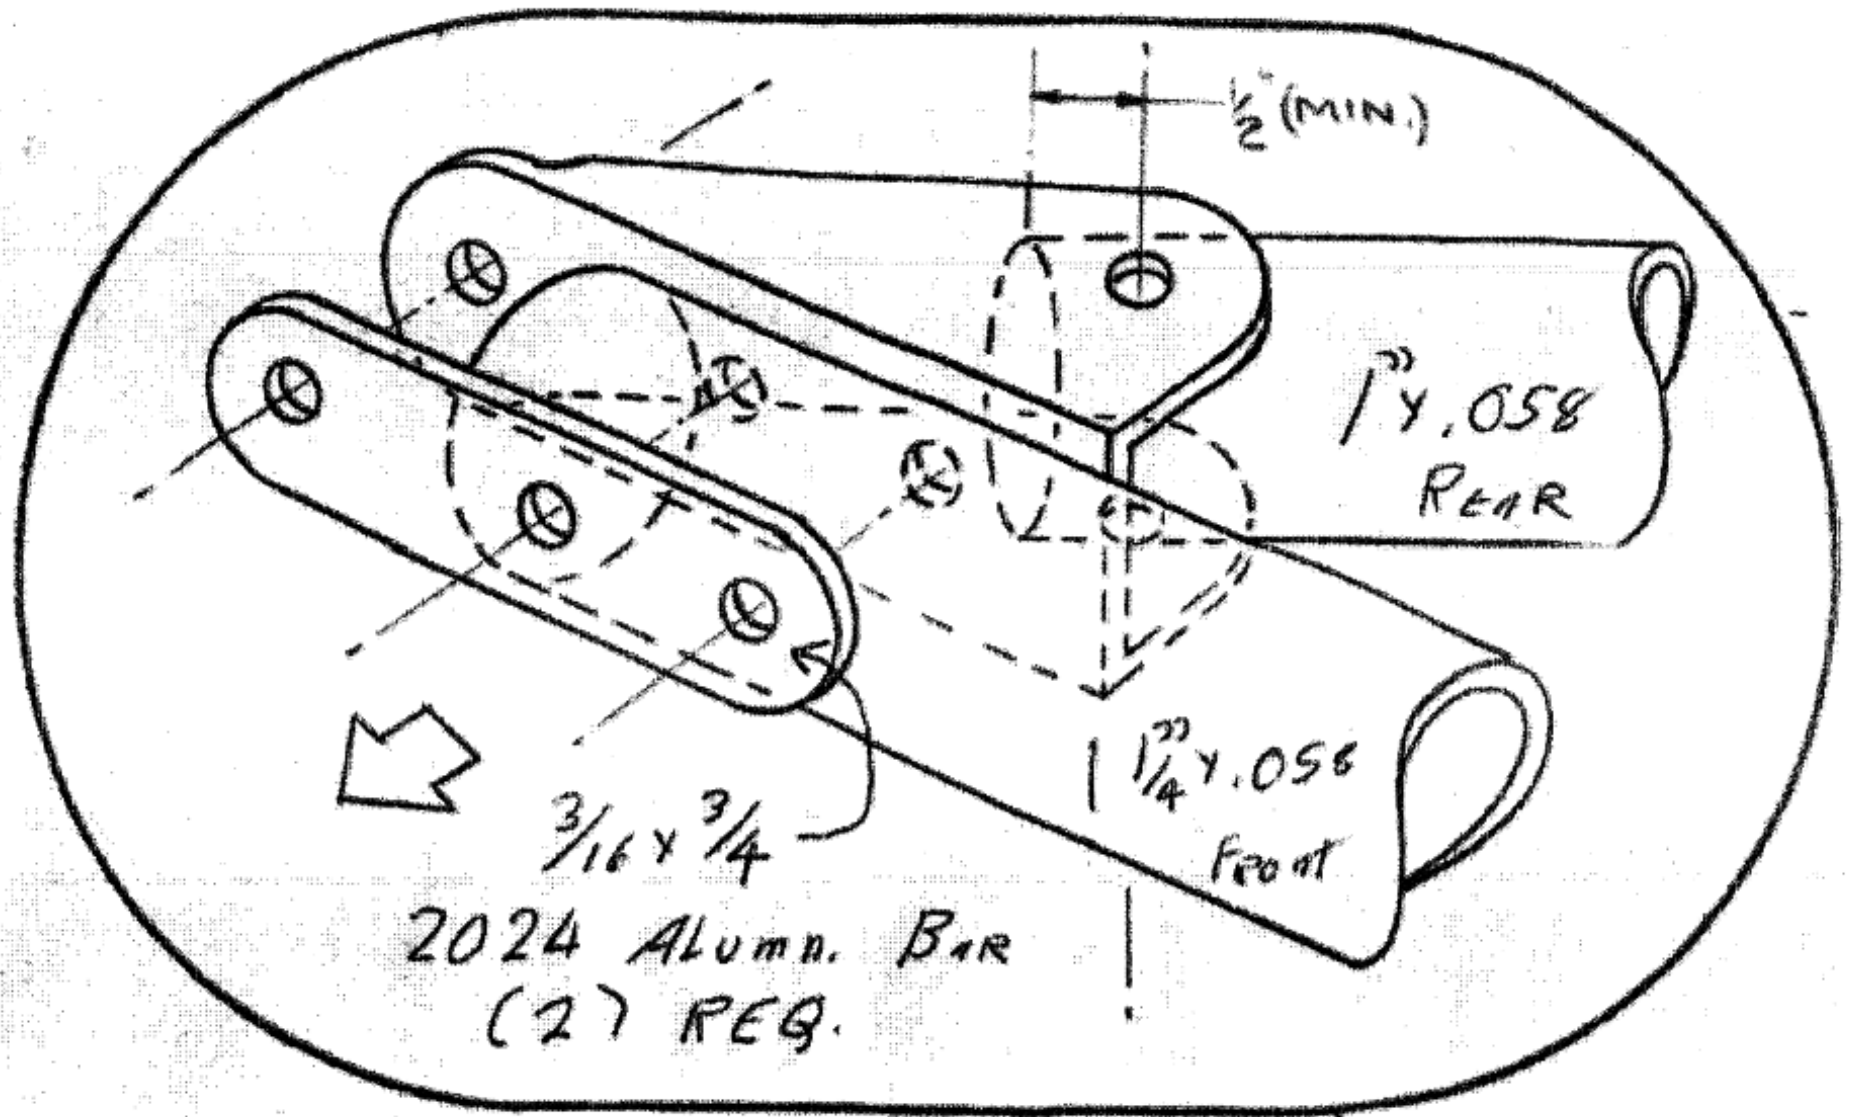 ½" (MIN.)
1" x .058
REAR
1¼" x .058
FRONT
3/16 x 3/4
2024 ALUMN. BAR
(2) REQ.